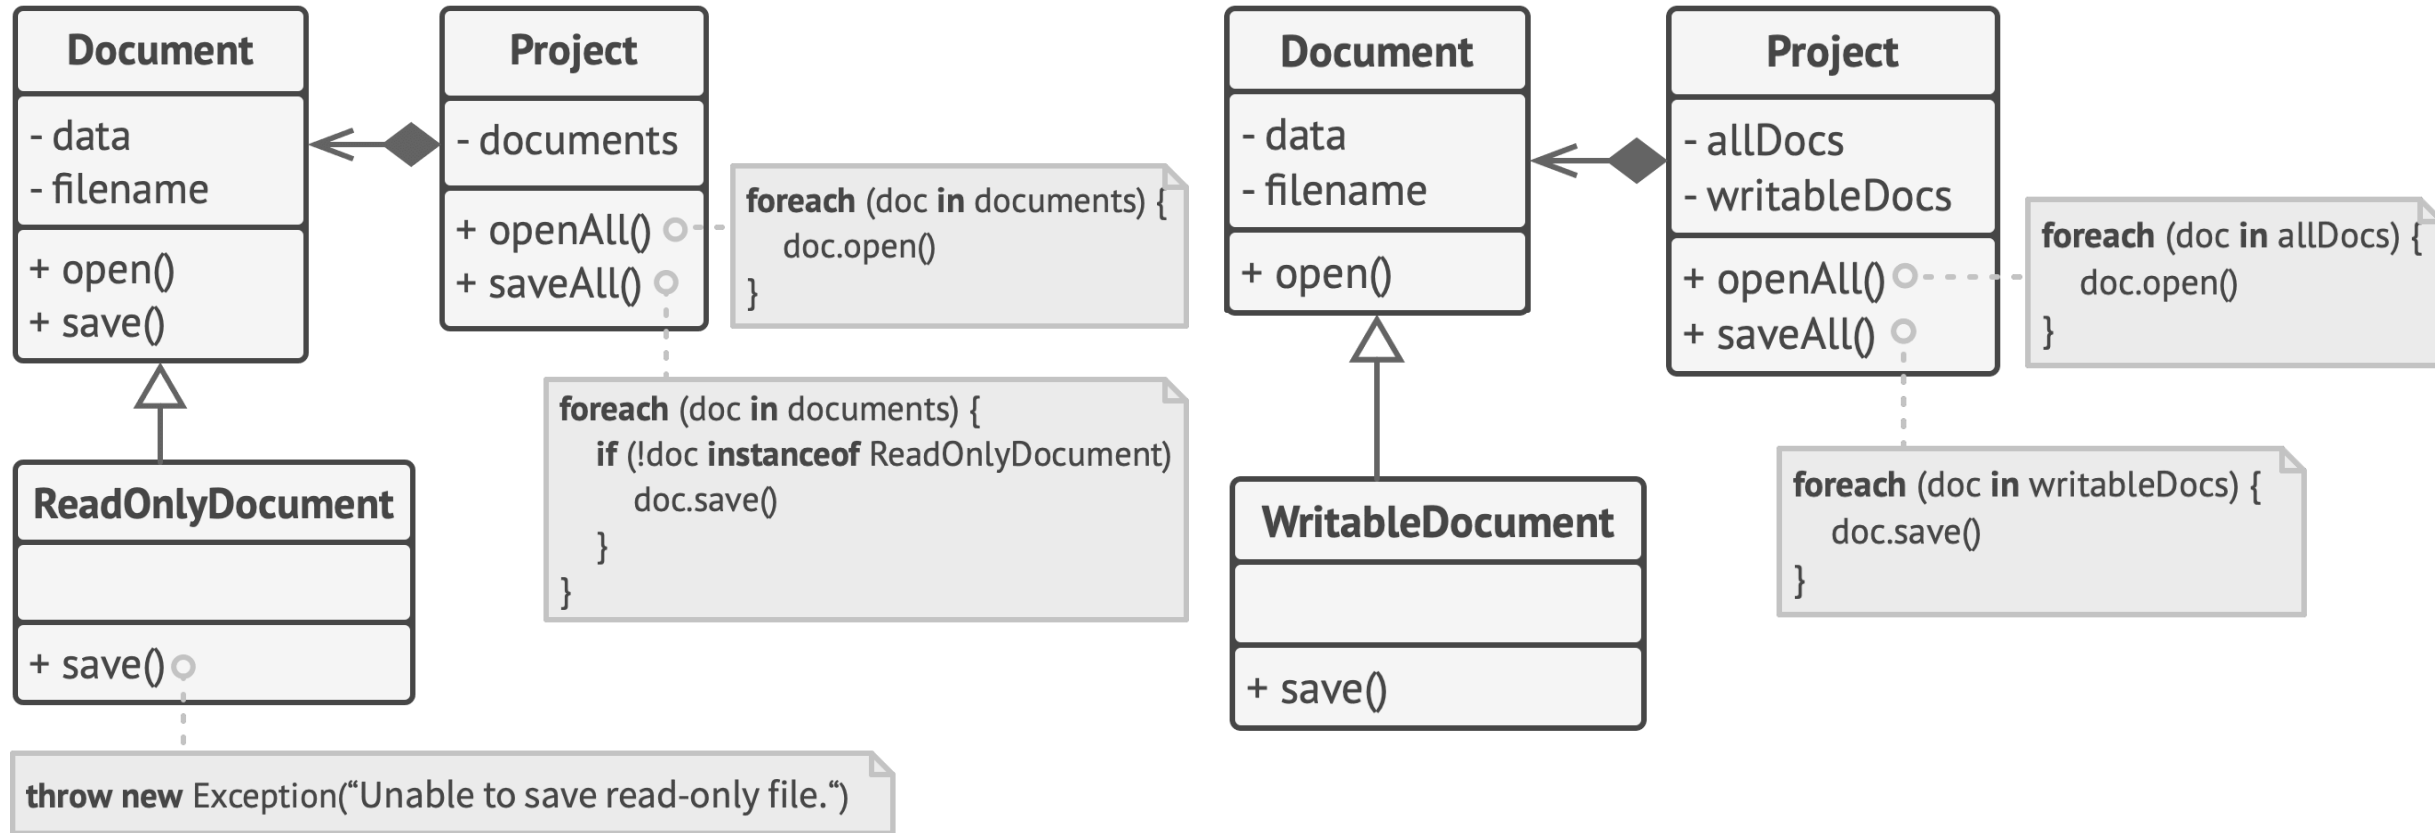 Document
- data
- filename
+ open()
+ save()
Project
- documents
+ openAll()
+ saveAll()
foreach (doc in documents) {
doc.open()
}
foreach (doc in documents) {
if (!doc instanceof ReadOnlyDocument)
doc.save()
}
}
ReadOnlyDocument
+ save()
throw new Exception(“Unable to save read-only file.“)
Document
- data
- filename
+ open()
Project
- allDocs
- writableDocs
+ openAll()
+ saveAll()
foreach (doc in allDocs) {
doc.open()
}
foreach (doc in writableDocs) {
doc.save()
}
WritableDocument
+ save()